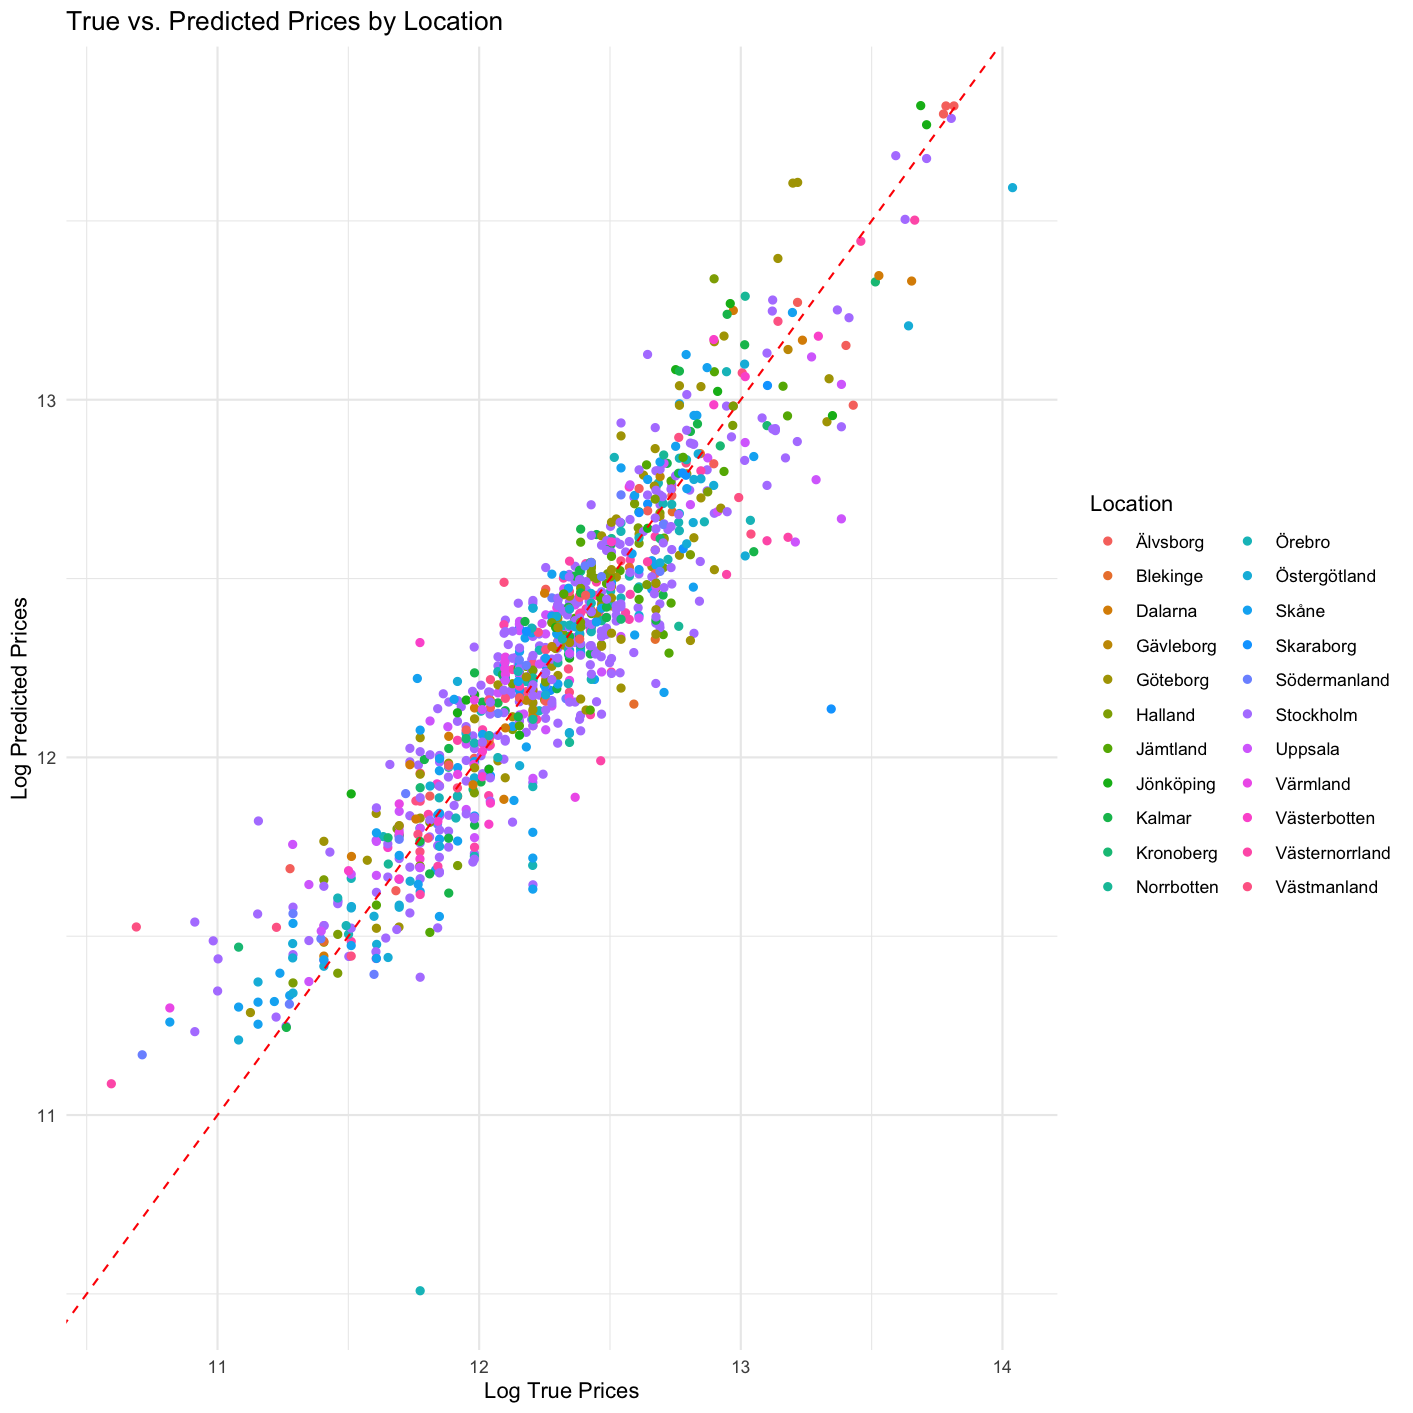 True vs. Predicted Prices by Location
Log Predicted Prices
13
12
11
11
12
13
14
Log True Prices
Location
Älvsborg
Blekinge
Dalarna
Gävleborg
Göteborg
Halland
Jämtland
Jönköping
Kalmar
Kronoberg
Norrbotten
Örebro
Östergötland
Skåne
Skaraborg
Södermanland
Stockholm
Uppsala
Värmland
Västerbotten
Västernorrland
Västmanland